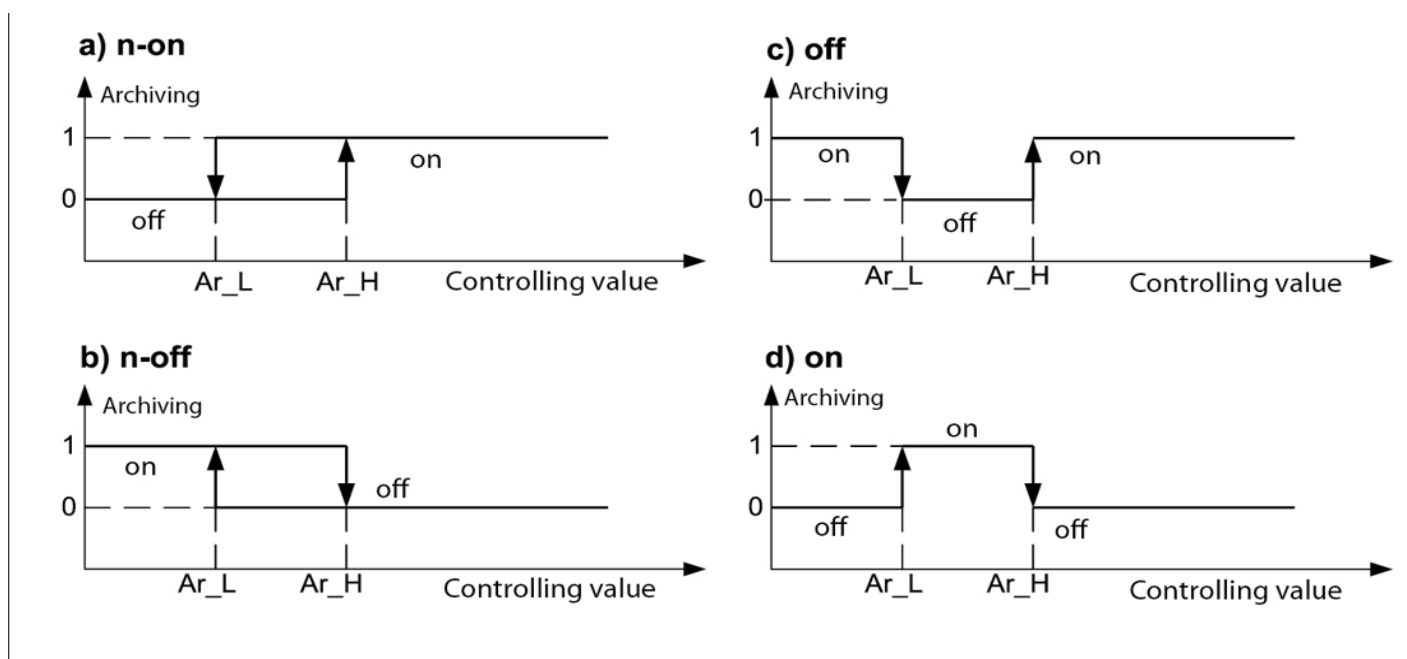 a) n-on
Archiving
1
on
0
off
Ar_L
Ar_H
Controlling value
b) n-off
Archiving
1
on
off
0
Ar_L
Ar_H
Controlling value
c) off
Archiving
1
on
on
0
off
Ar_L
Ar_H
Controlling value
d) on
Archiving
on
1
0
off
off
Ar_L
Ar_H
Controlling value